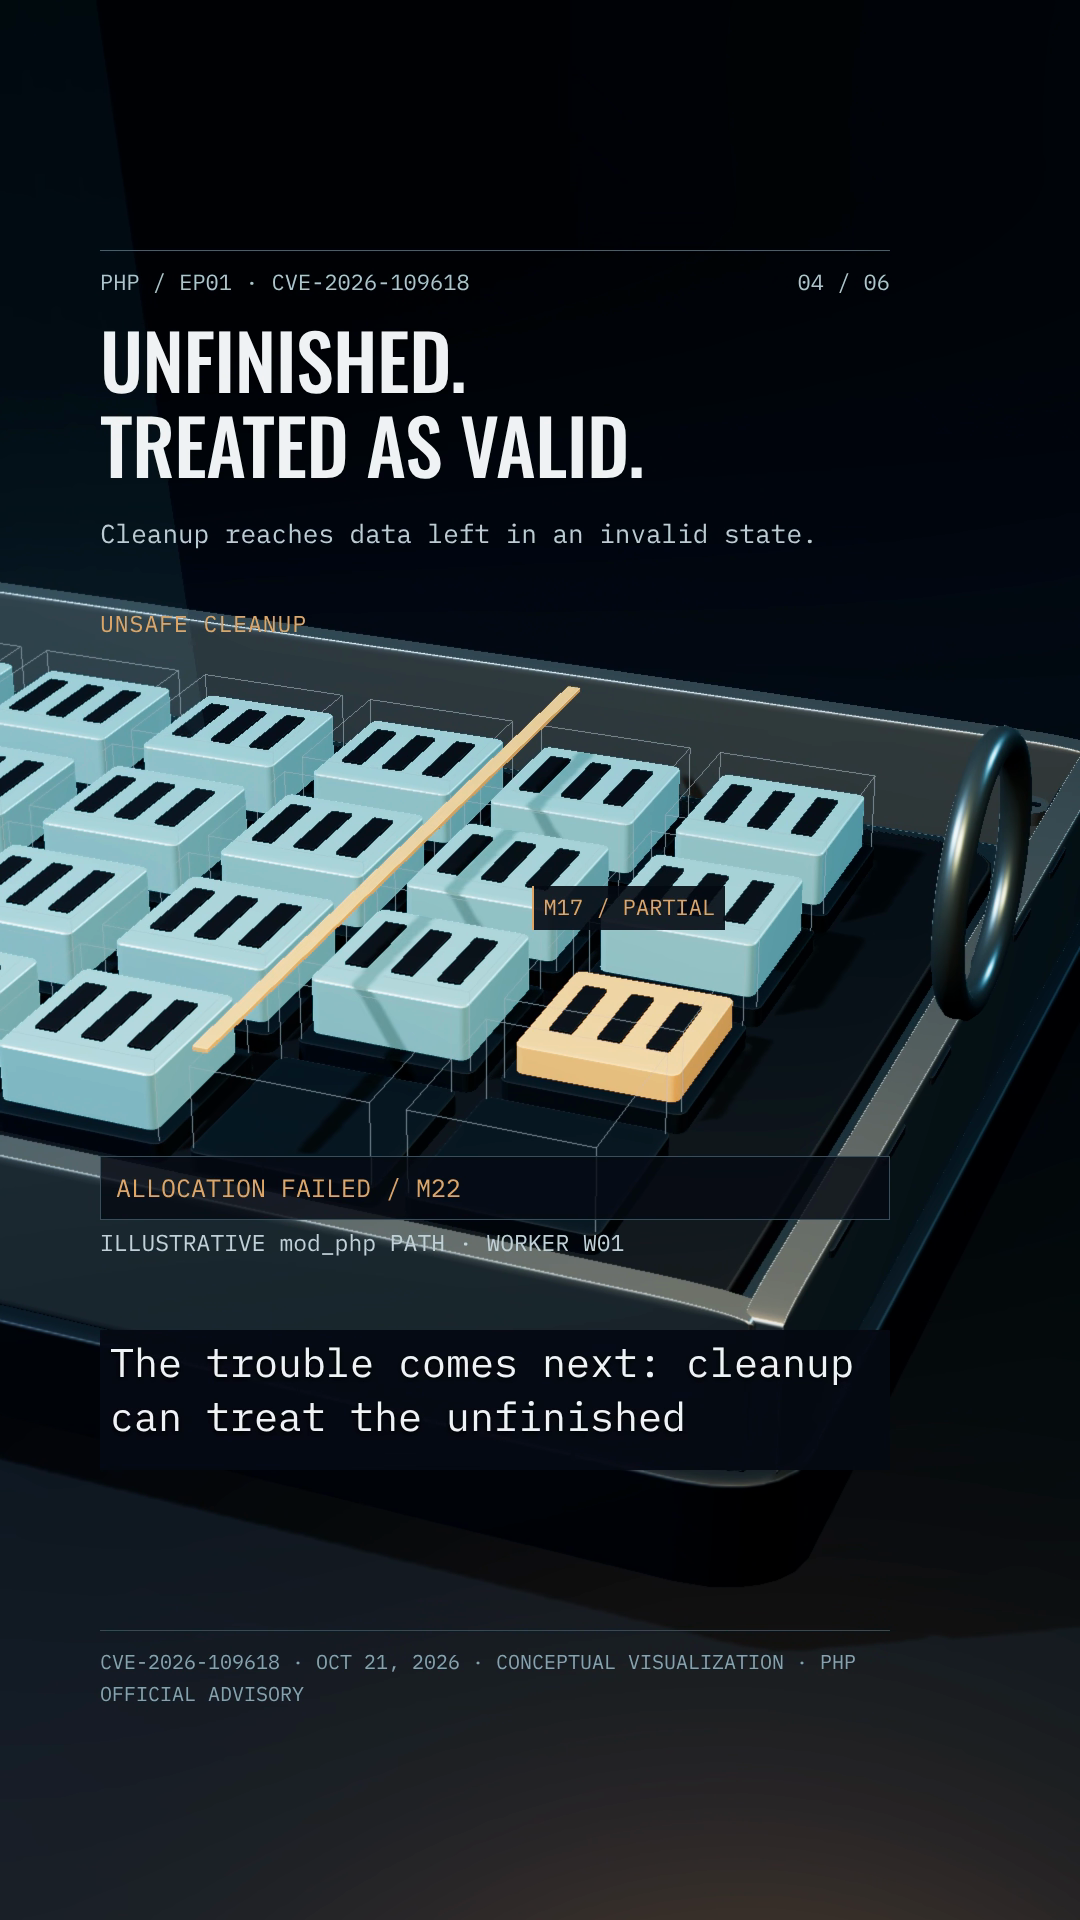 PHP / EP01 · CVE-2026-109618
04 / 06
UNFINISHED.
TREATED AS VALID.
Cleanup reaches data left in an invalid state.
UNSAFE CLEANUP
M17 / PARTIAL
ALLOCATION FAILED / M22
ILLUSTRATIVE mod_php PATH · WORKER W01
The trouble comes next: cleanup
can treat the unfinished
CVE-2026-109618 · OCT 21, 2026 · CONCEPTUAL VISUALIZATION · PHP
OFFICIAL ADVISORY